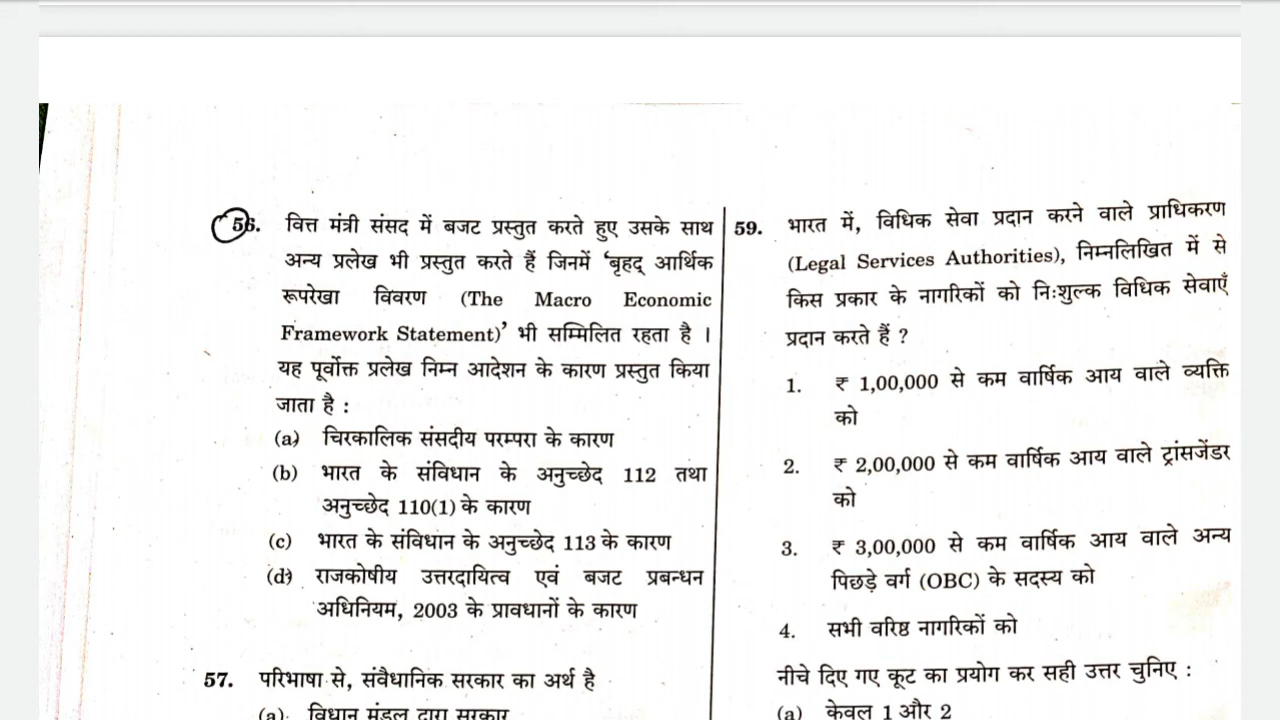 56. वित्त मंत्री संसद में बजट प्रस्तुत करते हुए उसके साथ
अन्य प्रलेख भी प्रस्तुत करते हैं जिनमें ‘बृहद् आर्थिक
रूपरेखा विवरण (The Macro Economic
Framework Statement)’ भी सम्मिलित रहता है ।
यह पूर्वोक्त प्रलेख निम्न आदेशन के कारण प्रस्तुत किया
जाता है :
(a) चिरकालिक संसदीय परम्परा के कारण
(b) भारत के संविधान के अनुच्छेद 112 तथा
अनुच्छेद 110(1) के कारण
(c) भारत के संविधान के अनुच्छेद 113 के कारण
(d) राजकोषीय उत्तरदायित्व एवं बजट प्रबन्धन
अधिनियम, 2003 के प्रावधानों के कारण
57. परिभाषा से, संवैधानिक सरकार का अर्थ है
(a) विधान मंडल द्वारा सरकार
59. भारत में, विधिक सेवा प्रदान करने वाले प्राधिकरण
(Legal Services Authorities), निम्नलिखित में से
किस प्रकार के नागरिकों को निःशुल्क विधिक सेवाएँ
प्रदान करते हैं ?
1. ₹ 1,00,000 से कम वार्षिक आय वाले व्यक्ति
को
2. ₹ 2,00,000 से कम वार्षिक आय वाले ट्रांसजेंडर
को
3. ₹ 3,00,000 से कम वार्षिक आय वाले अन्य
पिछड़े वर्ग (OBC) के सदस्य को
4. सभी वरिष्ठ नागरिकों को
नीचे दिए गए कूट का प्रयोग कर सही उत्तर चुनिए :
(a) केवल 1 और 2